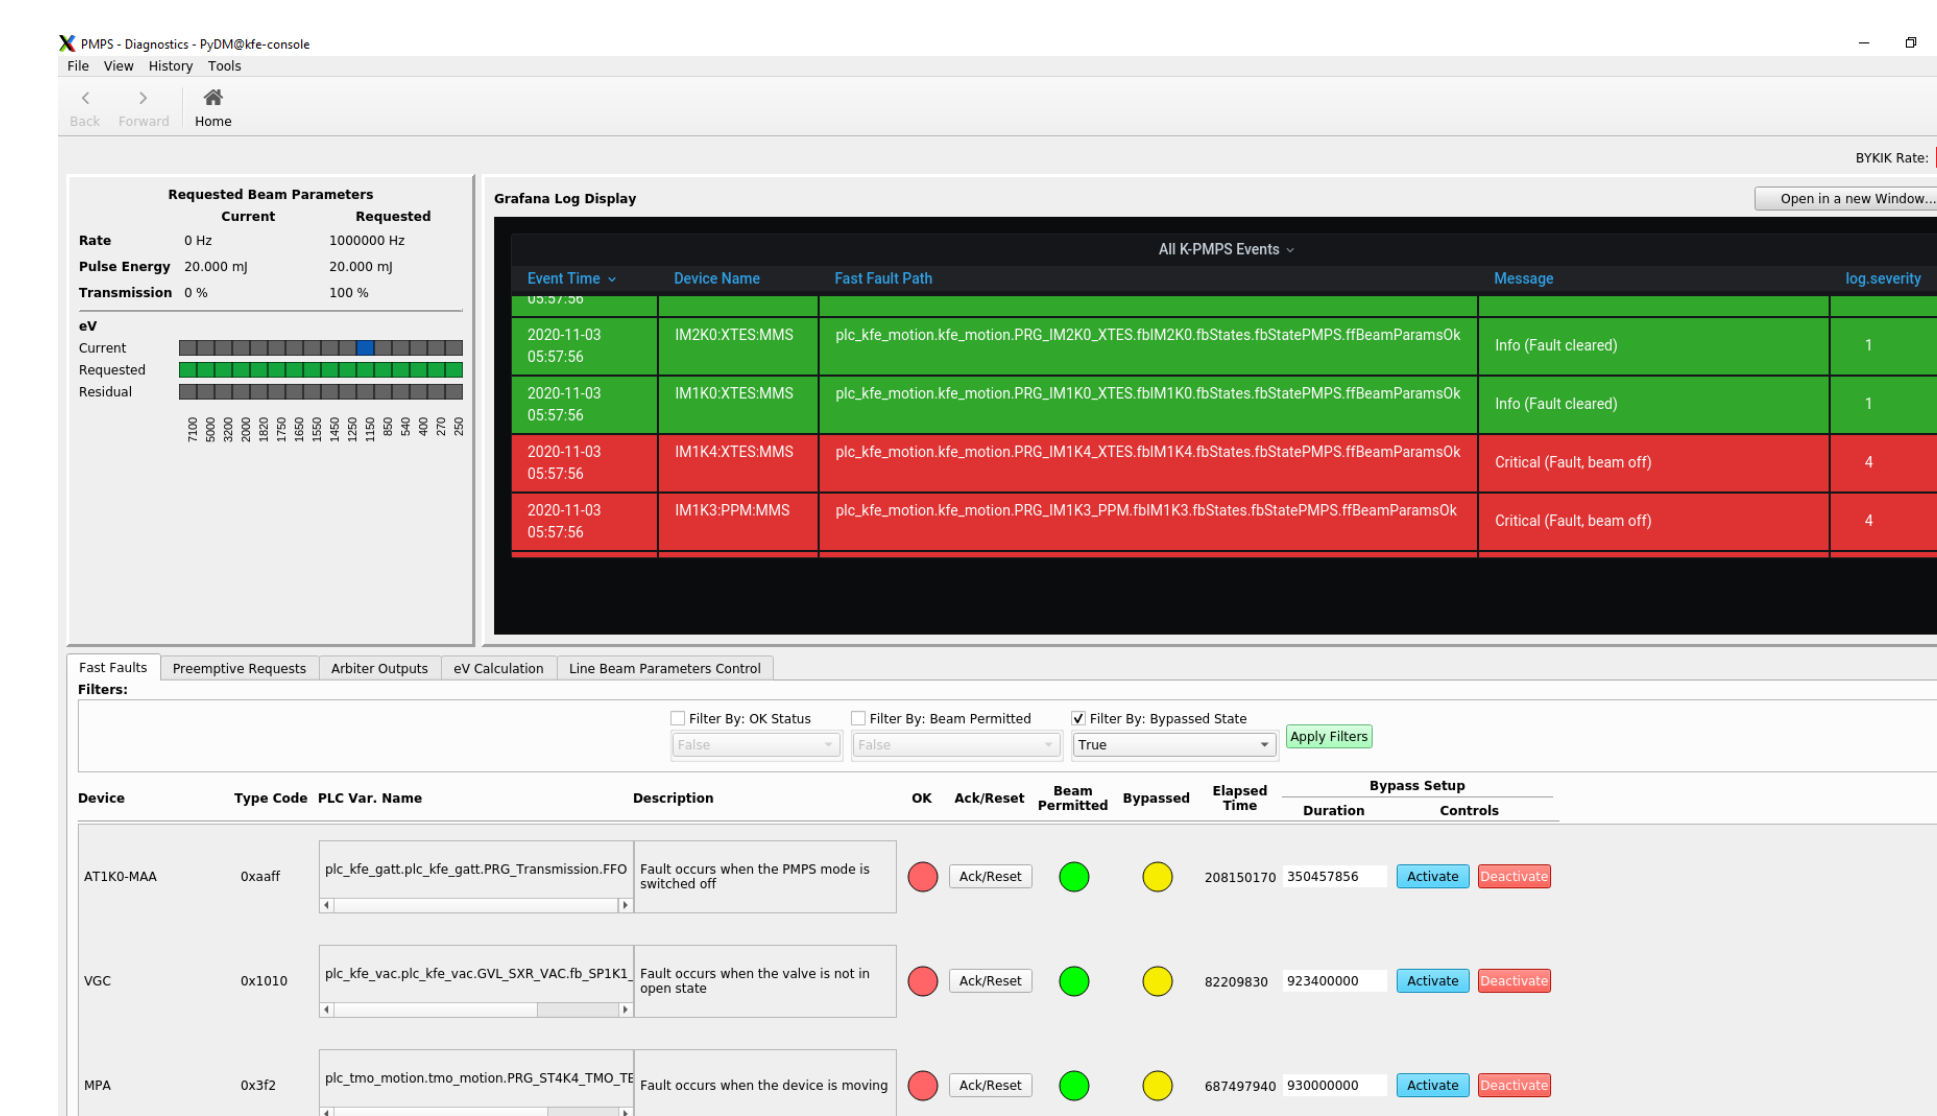 PMPS - Diagnostics - PyDM@kfe-console
File View History Tools
Back Forward Home
BYKIK Rate:
Requested Beam Parameters
Current Requested
Rate 0 Hz 1000000 Hz
Pulse Energy 20.000 mJ 20.000 mJ
Transmission 0 % 100 %
eV
Current
Requested
Residual
7100 5000 3200 2000 1820 1750 1650 1550 1450 1250 1150 850 540 400 270 250
Grafana Log Display
Open in a new Window...
All K-PMPS Events
Event Time Device Name Fast Fault Path Message log.severity
05:57:56
2020-11-03 IM2K0:XTES:MMS plc_kfe_motion.kfe_motion.PRG_IM2K0_XTES.fbIM2K0.fbStates.fbStatePMPS.ffBeamParamsOk Info (Fault cleared) 1
05:57:56
2020-11-03 IM1K0:XTES:MMS plc_kfe_motion.kfe_motion.PRG_IM1K0_XTES.fbIM1K0.fbStates.fbStatePMPS.ffBeamParamsOk Info (Fault cleared) 1
05:57:56
2020-11-03 IM1K4:XTES:MMS plc_kfe_motion.kfe_motion.PRG_IM1K4_XTES.fbIM1K4.fbStates.fbStatePMPS.ffBeamParamsOk Critical (Fault, beam off) 4
05:57:56
2020-11-03 IM1K3:PPM:MMS plc_kfe_motion.kfe_motion.PRG_IM1K3_PPM.fbIM1K3.fbStates.fbStatePMPS.ffBeamParamsOk Critical (Fault, beam off) 4
05:57:56
Fast Faults Preemptive Requests Arbiter Outputs eV Calculation Line Beam Parameters Control
Filters:
Filter By: OK Status Filter By: Beam Permitted Filter By: Bypassed State
False False True Apply Filters
Device Type Code PLC Var. Name Description OK Ack/Reset Beam Permitted Bypassed Elapsed Time Bypass Setup
Duration Controls
AT1K0-MAA 0xaaff plc_kfe_gatt.plc_kfe_gatt.PRG_Transmission.FFO Fault occurs when the PMPS mode is switched off Ack/Reset 208150170 350457856 Activate Deactivate
VGC 0x1010 plc_kfe_vac.plc_kfe_vac.GVL_SXR_VAC.fb_SP1K1_ Fault occurs when the valve is not in open state Ack/Reset 82209830 923400000 Activate Deactivate
MPA 0x3f2 plc_tmo_motion.tmo_motion.PRG_ST4K4_TMO_TE Fault occurs when the device is moving Ack/Reset 687497940 930000000 Activate Deactivate